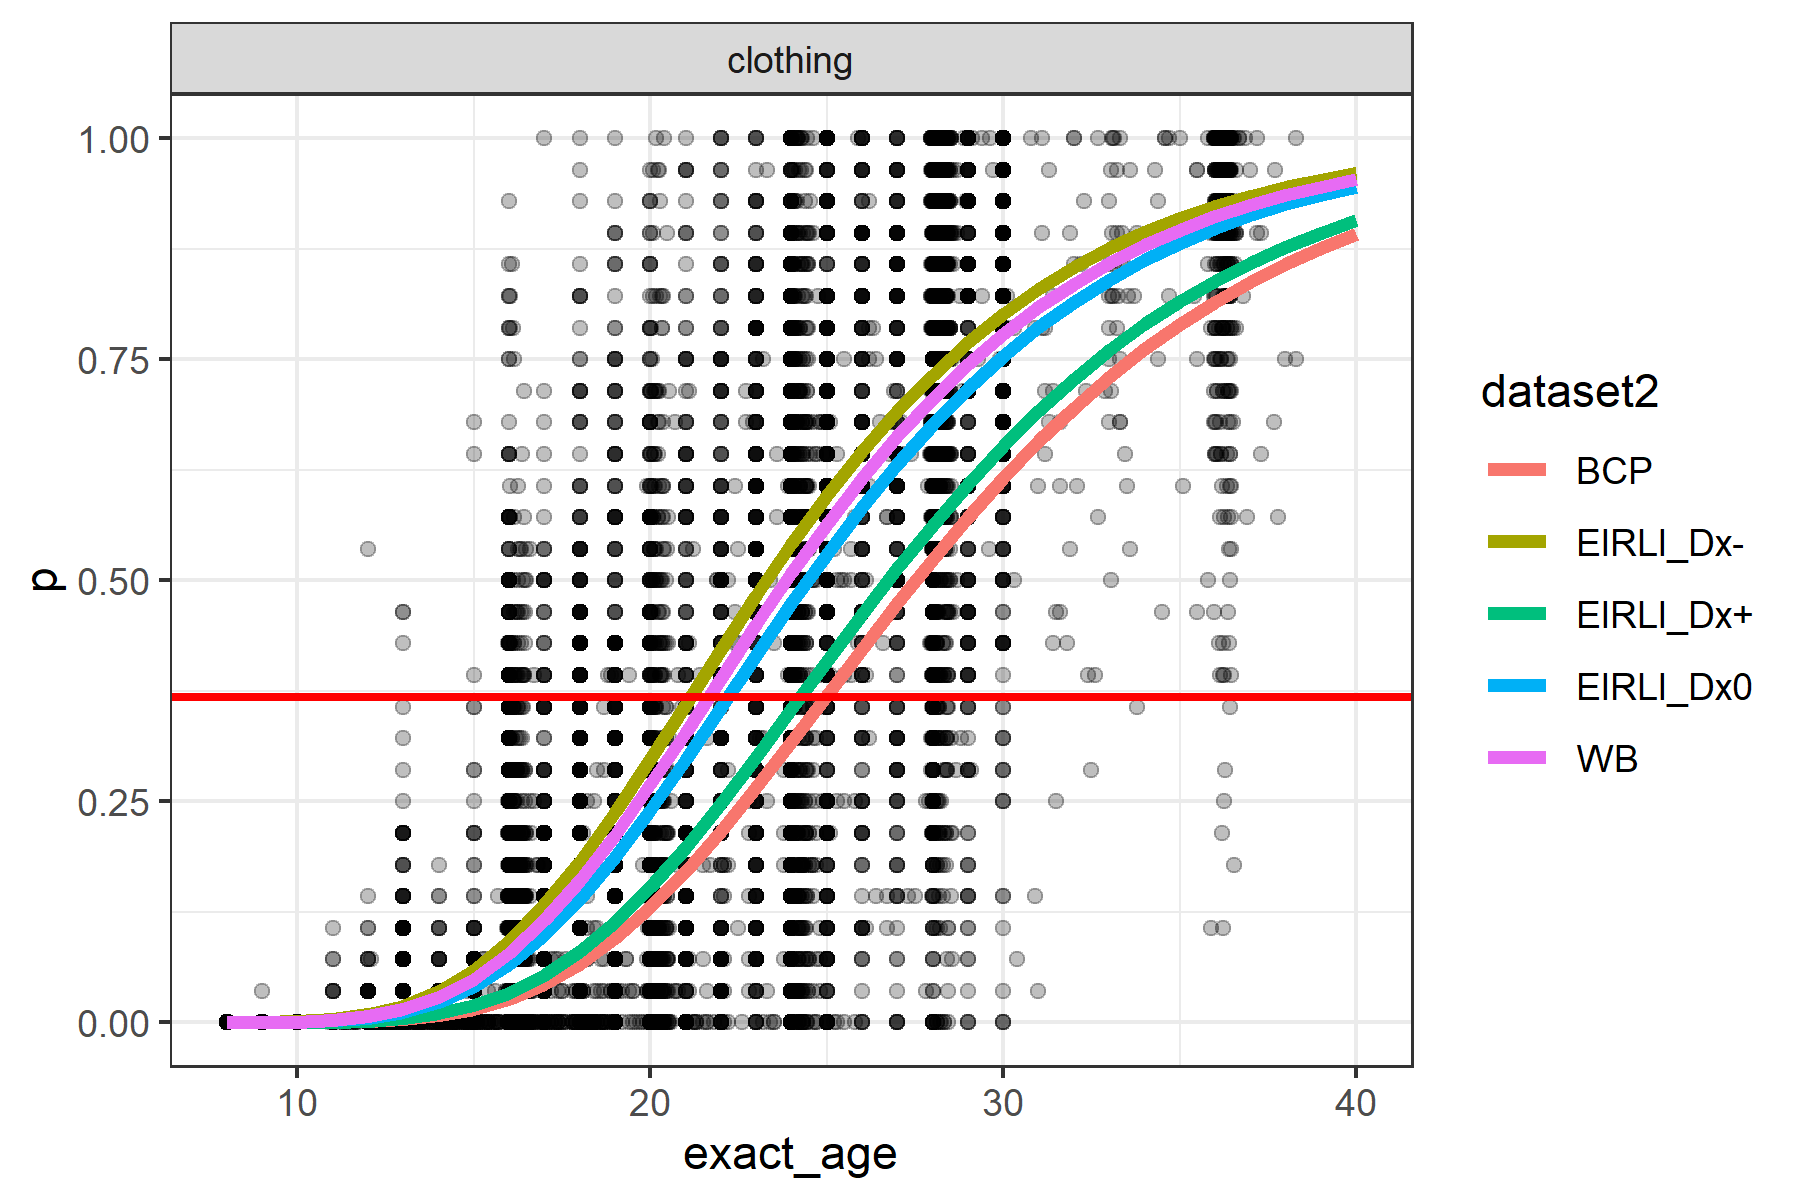 clothing
1.00
0.75
0.50
0.25
0.00
p
10 20 30 40
exact_age
dataset2
BCP
EIRLI_Dx-
EIRLI_Dx+
EIRLI_Dx0
WB